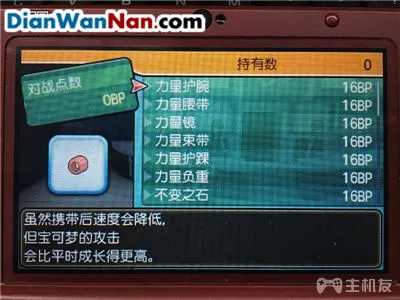 DianWanNan.com
持有数 0
对战点数
0BP
力量护腕 16BP
力量腰带 16BP
力量镜 16BP
力量束带 16BP
力量护踝 16BP
力量负重 16BP
不变之石 16BP
虽然携带后速度会降低,
但宝可梦的攻击
会比平时成长得更高。
主机友